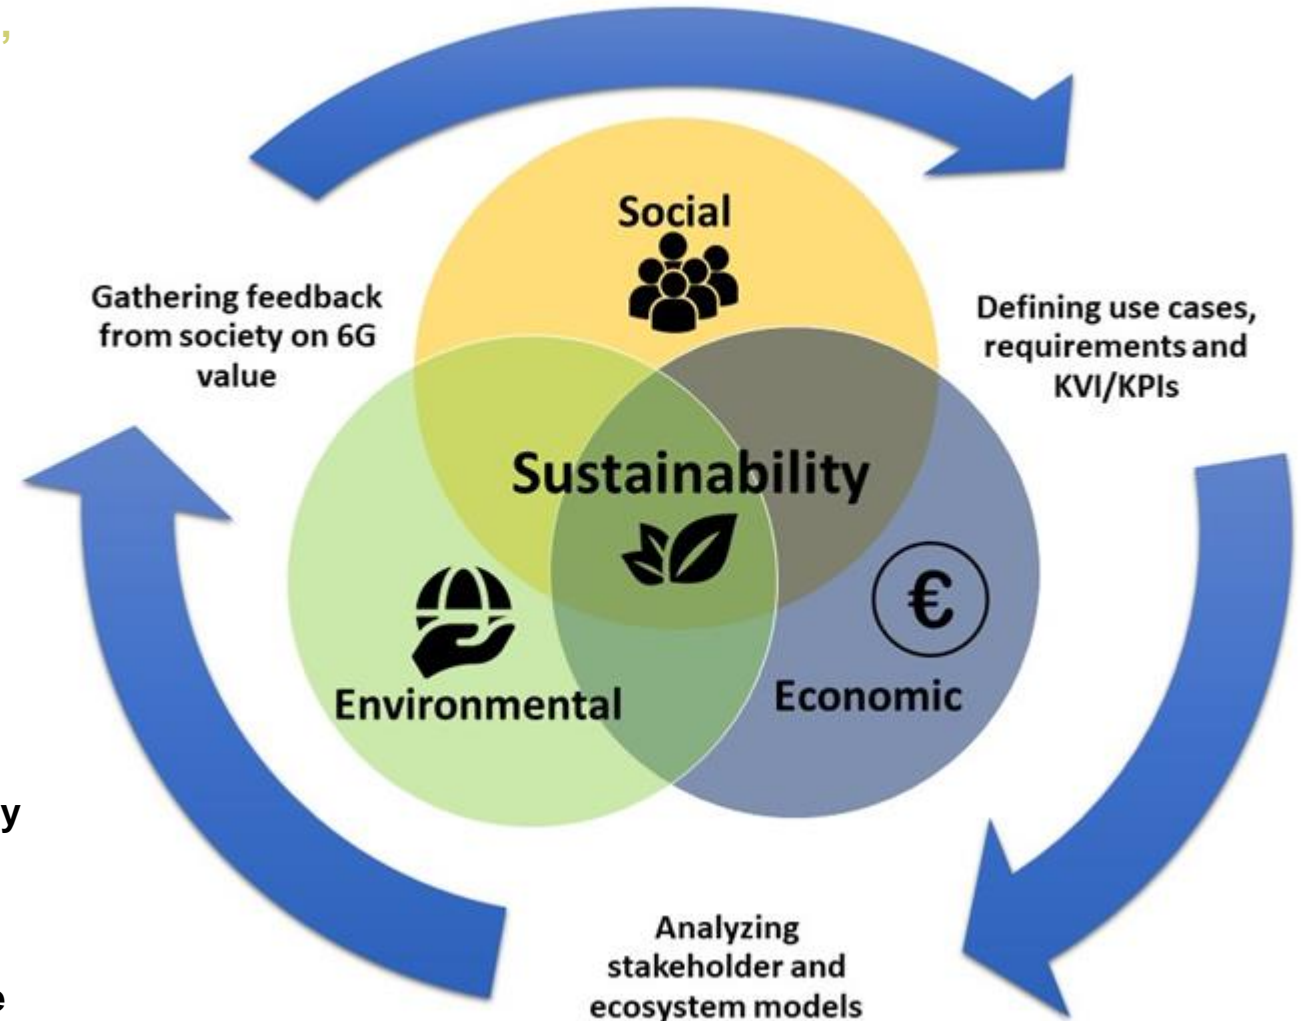 ,
Social
Gathering feedback
from society on 6G
value
Defining use cases,
requirements and
KVI/KPIs
Sustainability
€
Environmental
Economic
y
Analyzing
stakeholder and
ecosystem models
e